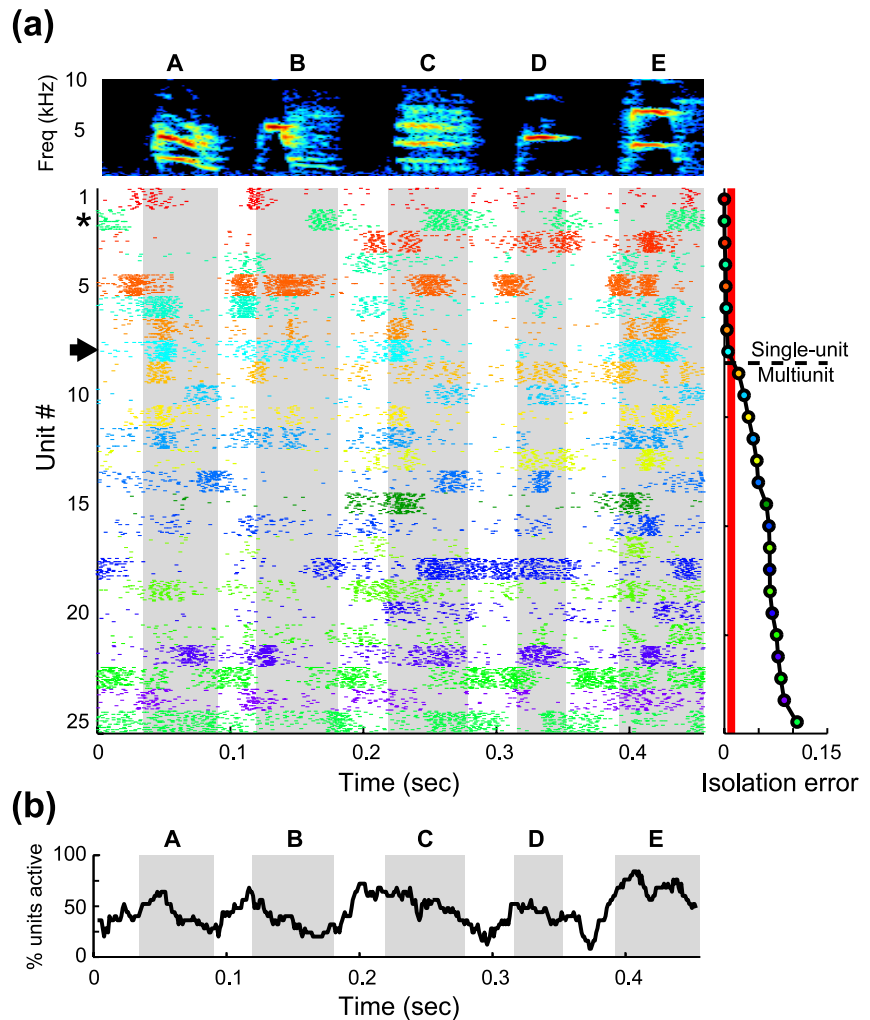 (a)
A B C D E
10
5
Freq (kHz)
1
*
5
10
15
20
25
Unit #
0 0.1 0.2 0.3 0.4
Time (sec)
Single-unit
Multiunit
0 0.15
Isolation error
(b)
A B C D E
100
50
0
% units active
0 0.1 0.2 0.3 0.4
Time (sec)